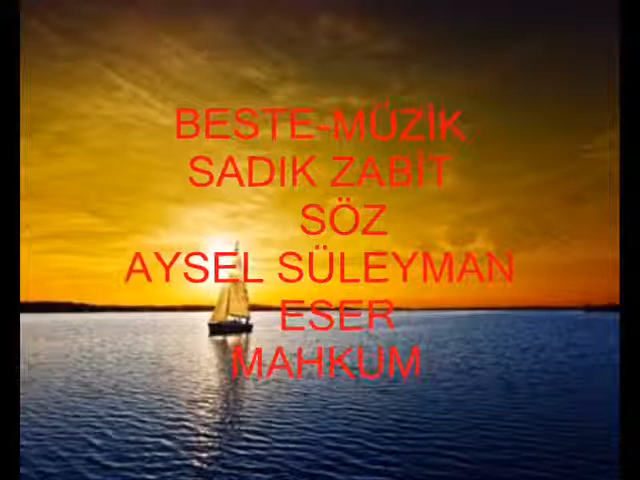 BESTE-MÜZİK
SADIK ZABİT
SÖZ
AYSEL SÜLEYMAN
ESER
MAHKUM